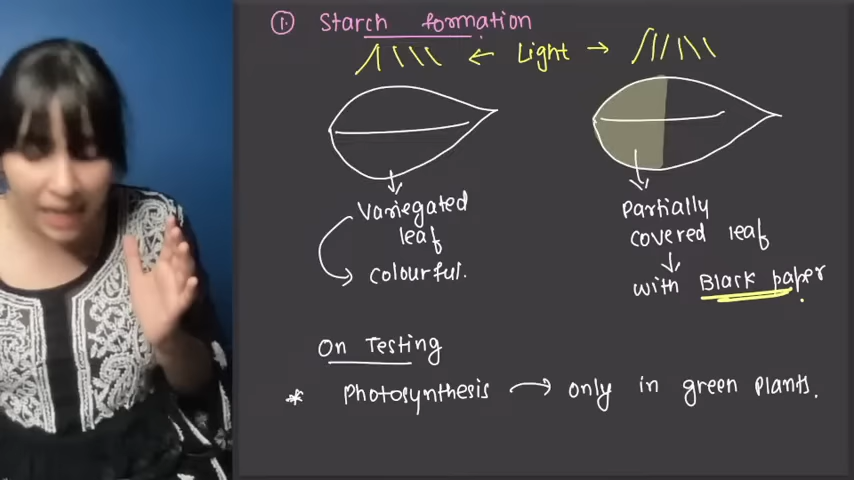 ① Starch formation
← Light →
Variegated leaf
colourful.
Partially covered leaf
with Black paper
On Testing
* Photosynthesis → only in green plants.